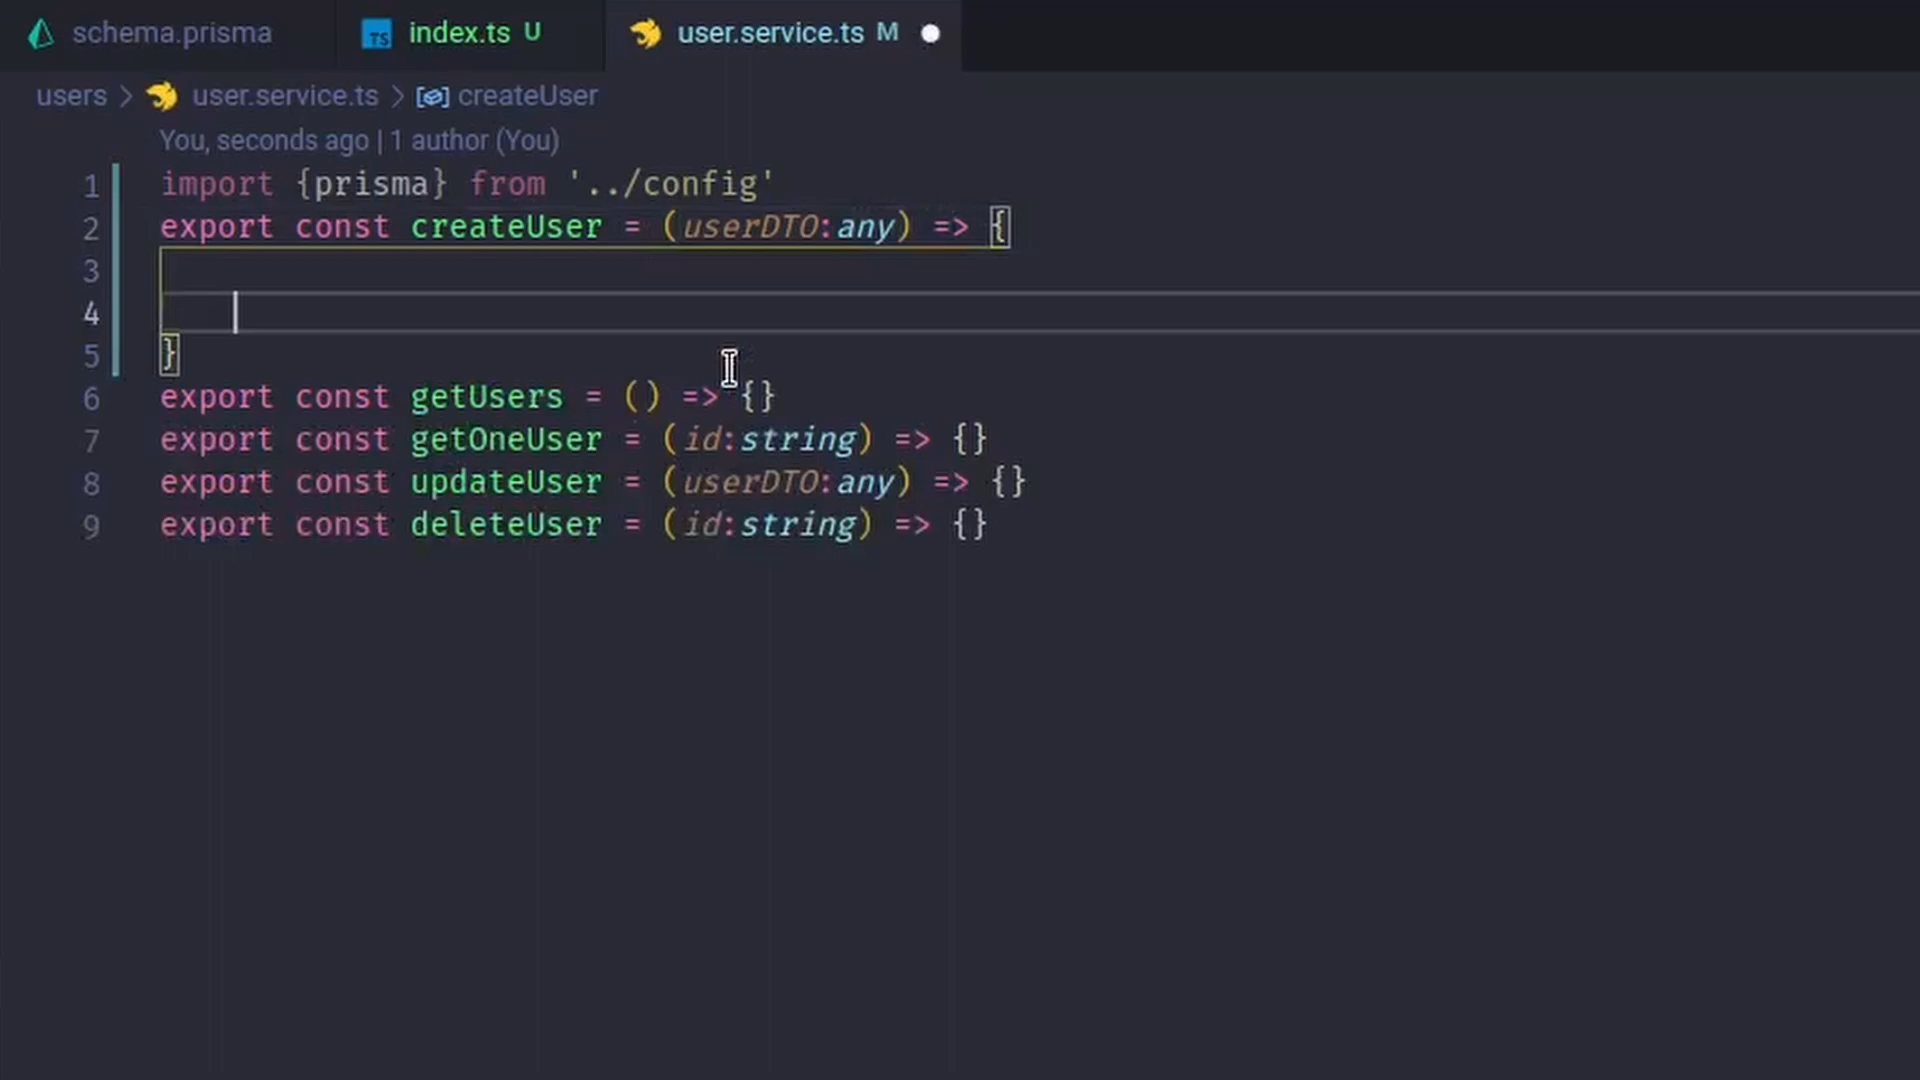 schema.prisma
TS index.ts U
user.service.ts M
users > user.service.ts > createUser
You, seconds ago | 1 author (You)
1 import {prisma} from '../config'
2 export const createUser = (userDTO:any) => {
3
4
5 }
6 export const getUsers = () => {}
7 export const getOneUser = (id:string) => {}
8 export const updateUser = (userDTO:any) => {}
9 export const deleteUser = (id:string) => {}